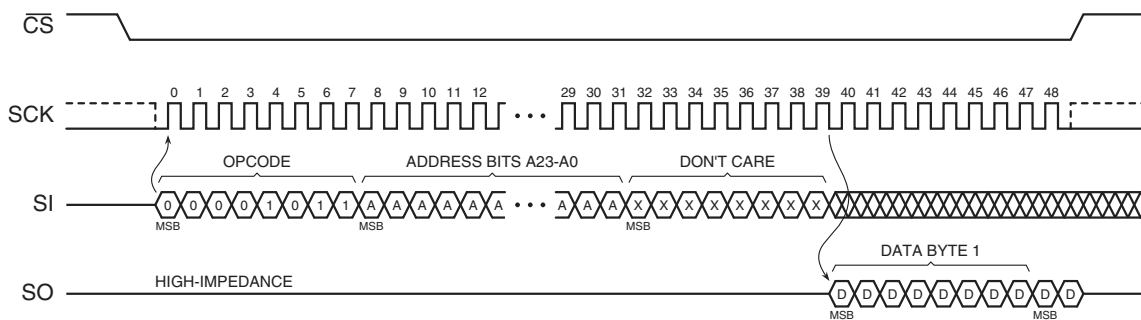 CS
SCK
0 1 2 3 4 5 6 7 8 9 10 11 12 29 30 31 32 33 34 35 36 37 38 39 40 41 42 43 44 45 46 47 48
OPCODE ADDRESS BITS A23-A0 DON'T CARE
SI 0 0 0 0 1 0 1 1 A A A A A A A A A X X X X X X X X
MSB MSB MSB
DATA BYTE 1
HIGH-IMPEDANCE
SO D D D D D D D D D D
MSB MSB